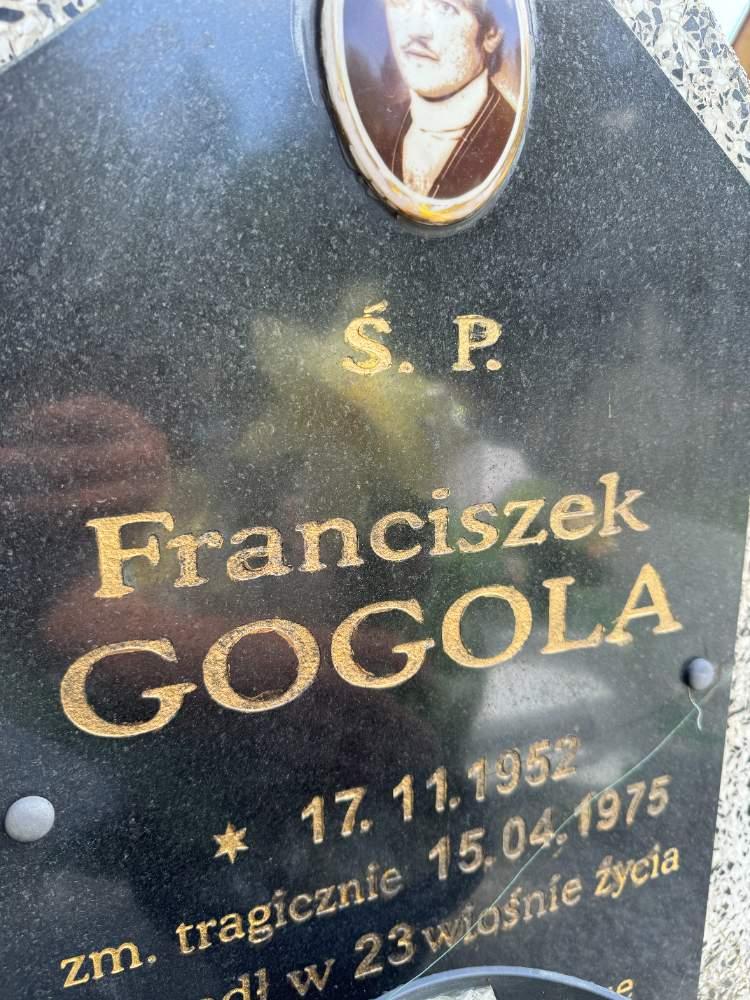 Ś. P.
Franciszek
GOGOLA
* 17. 11. 1952
zm. tragicznie 15.04.1975
w 23 wiośnie życia